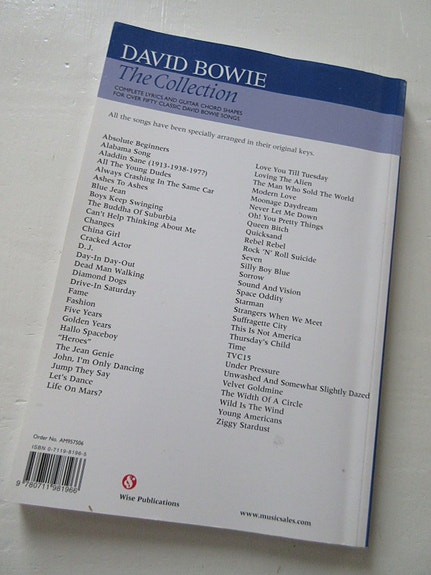 DAVID BOWIE
The Collection
COMPLETE LYRICS AND GUITAR CHORD SHAPES
FOR OVER FIFTY CLASSIC DAVID BOWIE SONGS.
All the songs have been specially arranged in their original keys.
Absolute Beginners
Alabama Song
Aladdin Sane (1913-1938-197?)
All The Young Dudes
Always Crashing In The Same Car
Ashes To Ashes
Blue Jean
Boys Keep Swinging
The Buddha Of Suburbia
Can't Help Thinking About Me
Changes
China Girl
Cracked Actor
D.J.
Day-In Day-Out
Dead Man Walking
Diamond Dogs
Drive-In Saturday
Fame
Fashion
Five Years
Golden Years
Hallo Spaceboy
"Heroes"
The Jean Genie
John, I'm Only Dancing
Jump They Say
Let's Dance
Life On Mars?
Love You Till Tuesday
Loving The Alien
The Man Who Sold The World
Modern Love
Moonage Daydream
Never Let Me Down
Oh! You Pretty Things
Queen Bitch
Quicksand
Rebel Rebel
Rock 'N' Roll Suicide
Seven
Silly Boy Blue
Sorrow
Sound And Vision
Space Oddity
Starman
Strangers When We Meet
Suffragette City
This Is Not America
Thursday's Child
Time
TVC15
Under Pressure
Unwashed And Somewhat Slightly Dazed
Velvet Goldmine
The Width Of A Circle
Wild Is The Wind
Young Americans
Ziggy Stardust
Order No. AM957506
ISBN 0-7119-8196-5
9 780711 981966
Wise Publications
www.musicsales.com